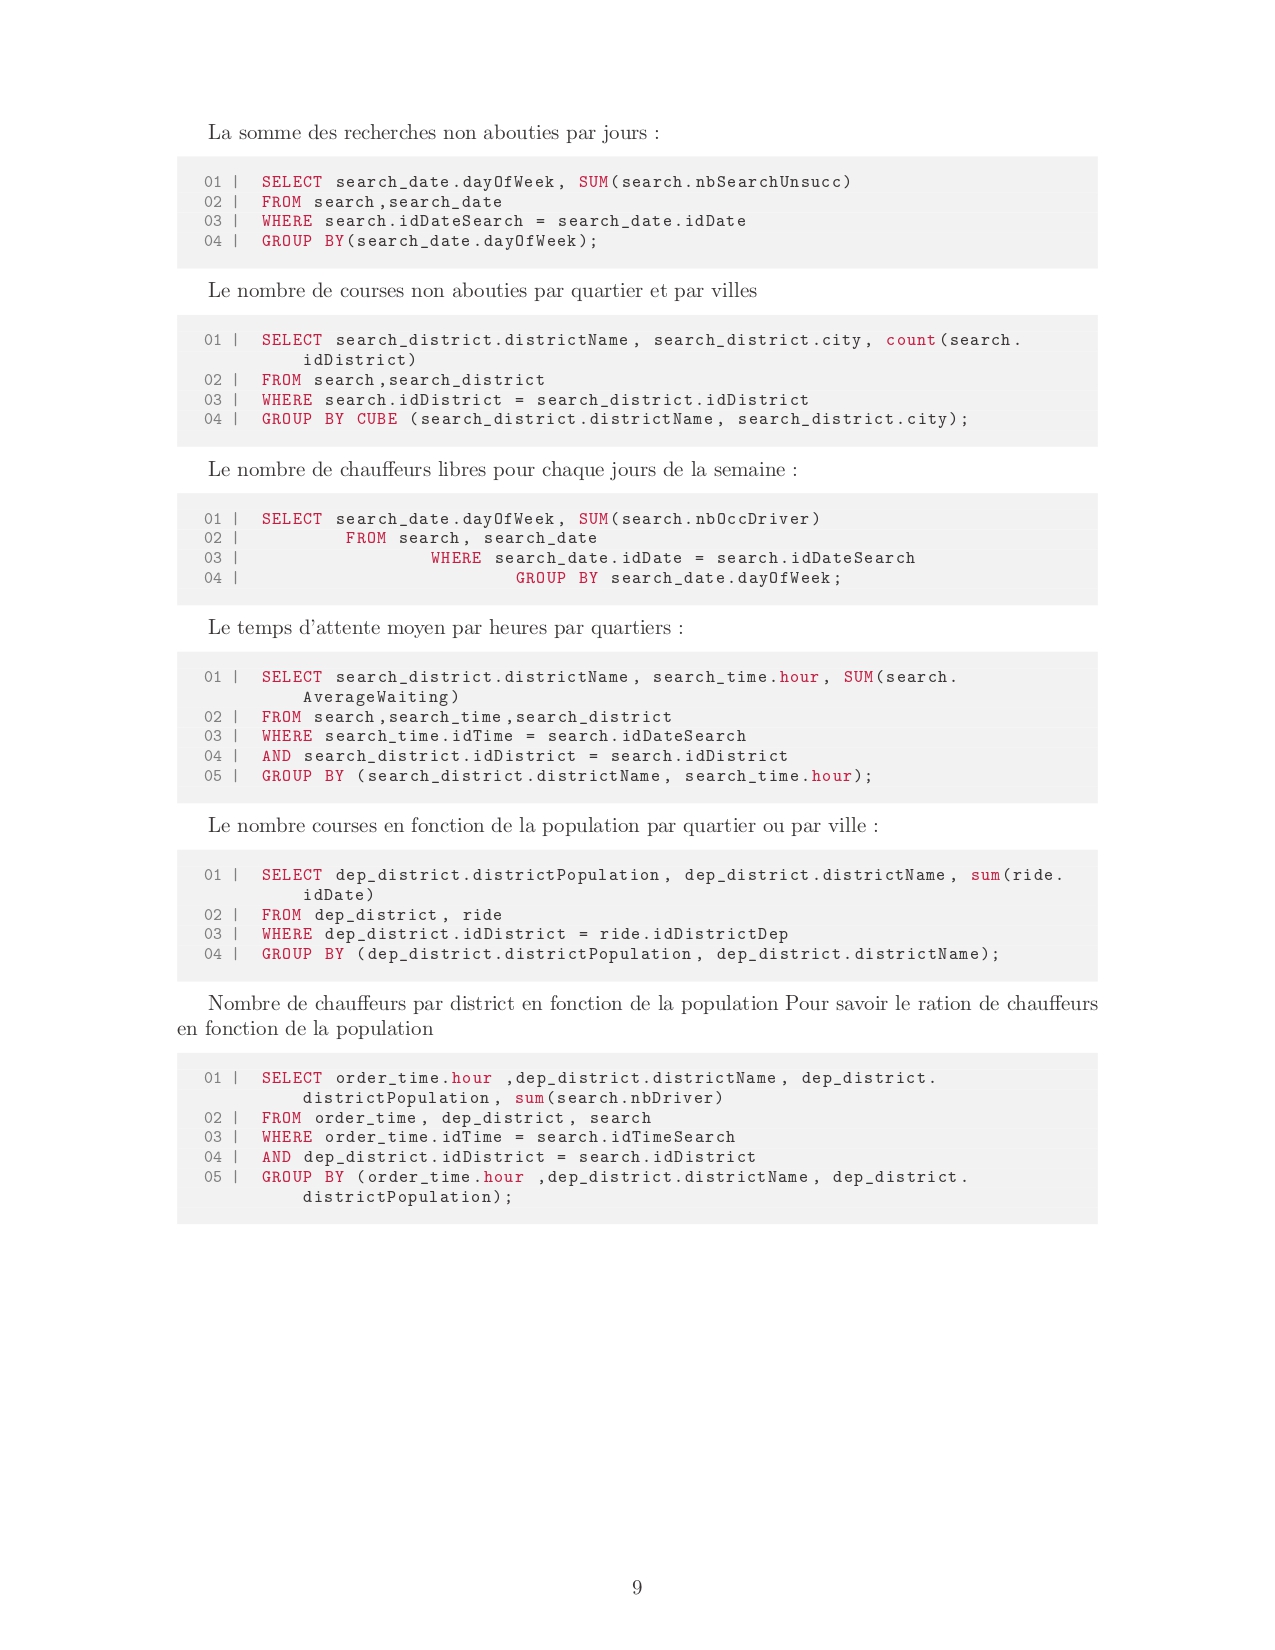 La somme des recherches non abouties par jours :
01 | SELECT search_date.dayOfWeek, SUM(search.nbSearchUnsucc)
02 | FROM search,search_date
03 | WHERE search.idDateSearch = search_date.idDate
04 | GROUP BY(search_date.dayOfWeek);
Le nombre de courses non abouties par quartier et par villes
01 | SELECT search_district.districtName, search_district.city, count(search.
idDistrict)
02 | FROM search,search_district
03 | WHERE search.idDistrict = search_district.idDistrict
04 | GROUP BY CUBE (search_district.districtName, search_district.city);
Le nombre de chauffeurs libres pour chaque jours de la semaine :
01 | SELECT search_date.dayOfWeek, SUM(search.nbOccDriver)
02 | FROM search, search_date
03 | WHERE search_date.idDate = search.idDateSearch
04 | GROUP BY search_date.dayOfWeek;
Le temps d'attente moyen par heures par quartiers :
01 | SELECT search_district.districtName, search_time.hour, SUM(search.
AverageWaiting)
02 | FROM search,search_time,search_district
03 | WHERE search_time.idTime = search.idDateSearch
04 | AND search_district.idDistrict = search.idDistrict
05 | GROUP BY (search_district.districtName, search_time.hour);
Le nombre courses en fonction de la population par quartier ou par ville :
01 | SELECT dep_district.districtPopulation, dep_district.districtName, sum(ride.
idDate)
02 | FROM dep_district, ride
03 | WHERE dep_district.idDistrict = ride.idDistrictDep
04 | GROUP BY (dep_district.districtPopulation, dep_district.districtName);
Nombre de chauffeurs par district en fonction de la population Pour savoir le ration de chauffeurs
en fonction de la population
01 | SELECT order_time.hour ,dep_district.districtName, dep_district.
districtPopulation, sum(search.nbDriver)
02 | FROM order_time, dep_district, search
03 | WHERE order_time.idTime = search.idTimeSearch
04 | AND dep_district.idDistrict = search.idDistrict
05 | GROUP BY (order_time.hour ,dep_district.districtName, dep_district.
districtPopulation);
9